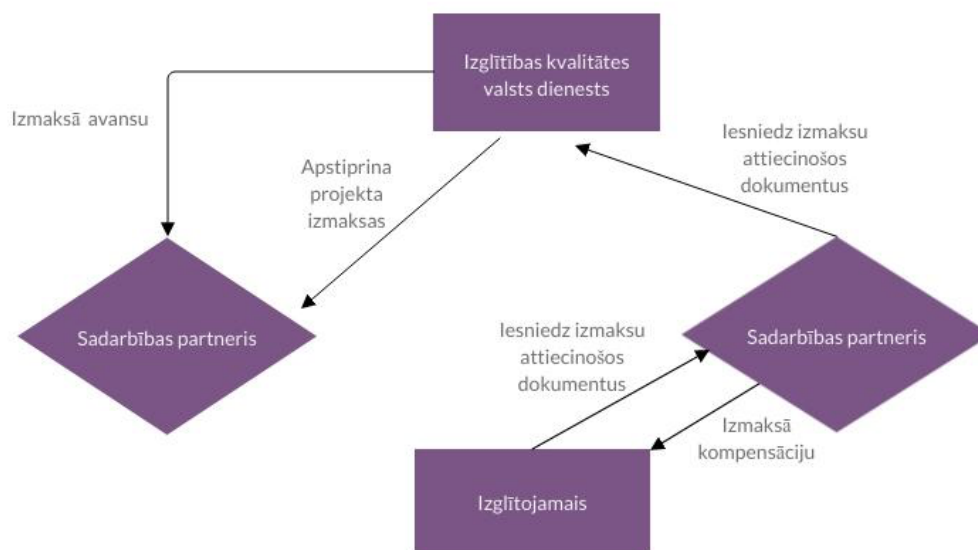 Izglītības kvalitātes
valsts dienests
Izmaksā avansu
Iesniedz izmaksu
attiecinošos
dokumentus
Apstiprina
projekta
izmaksas
Sadarbības partneris
Iesniedz izmaksu
attiecinošos
dokumentus
Sadarbības partneris
Izmaksā
kompensāciju
Izglītojamais